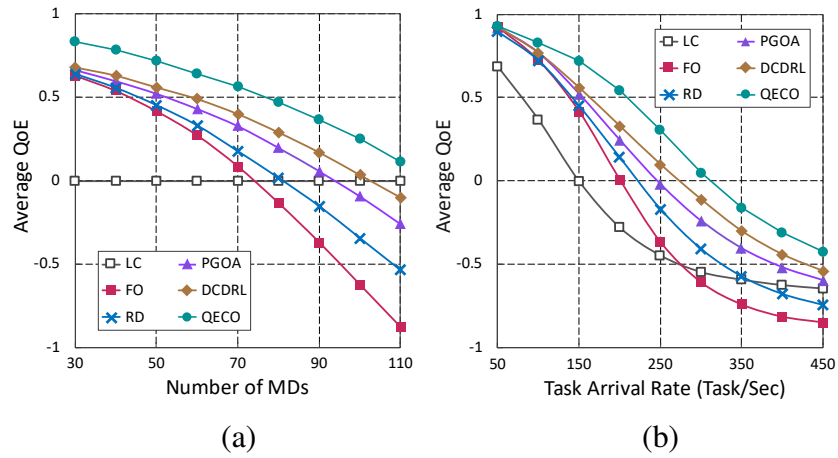 1
0.5
0
-0.5
-1
Average QoE
LC PGOA
FO DCDRL
RD QECO
30 50 70 90 110
Number of MDs
(a)
1
0.5
0
-0.5
-1
Average QoE
LC PGOA
FO DCDRL
RD QECO
50 150 250 350 450
Task Arrival Rate (Task/Sec)
(b)